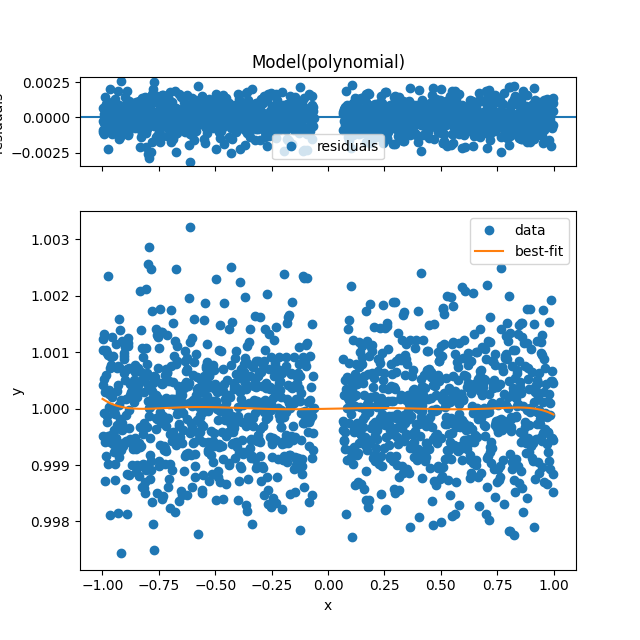 Model(polynomial)
0.0025
0.0000
−0.0025
residuals
residuals
1.003
1.002
1.001
1.000
0.999
0.998
y
data
best-fit
−1.00 −0.75 −0.50 −0.25 0.00 0.25 0.50 0.75 1.00
x